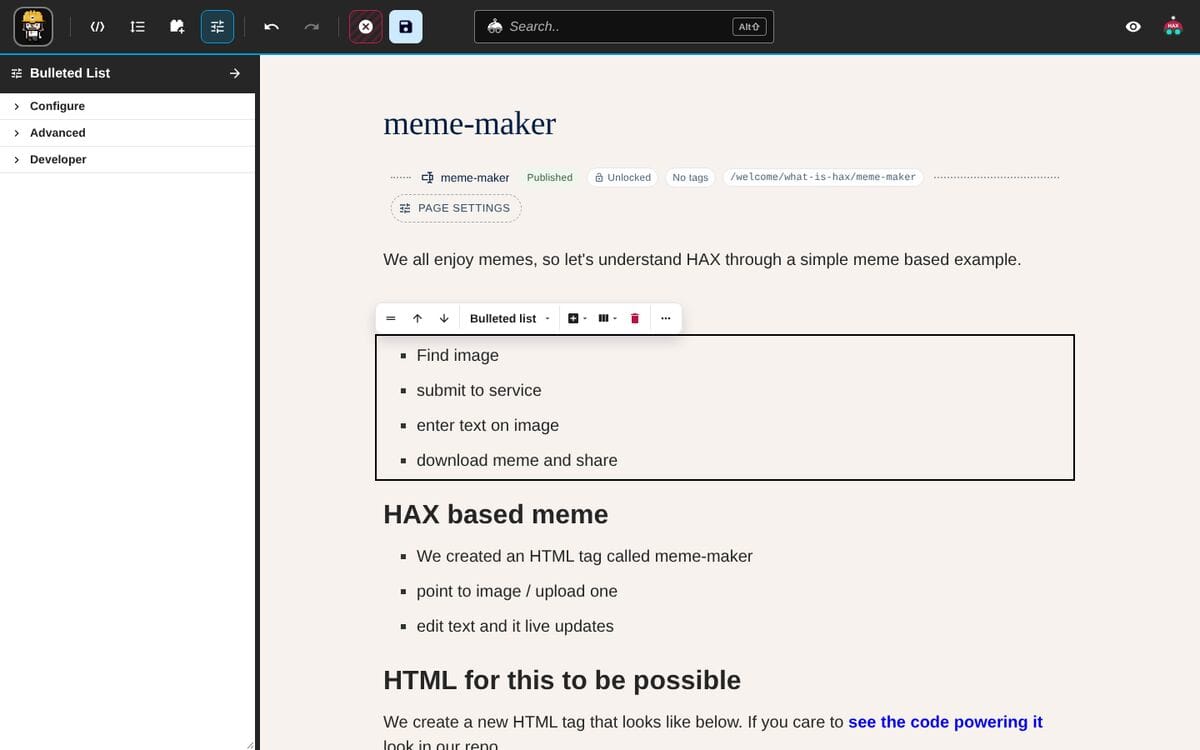 Search..
Alt⇧
Bulleted List
Configure
Advanced
Developer
meme-maker
meme-maker Published Unlocked No tags /welcome/what-is-hax/meme-maker
PAGE SETTINGS
We all enjoy memes, so let's understand HAX through a simple meme based example.
Bulleted list
Find image
submit to service
enter text on image
download meme and share
HAX based meme
We created an HTML tag called meme-maker
point to image / upload one
edit text and it live updates
HTML for this to be possible
We create a new HTML tag that looks like below. If you care to see the code powering it
look in our repo